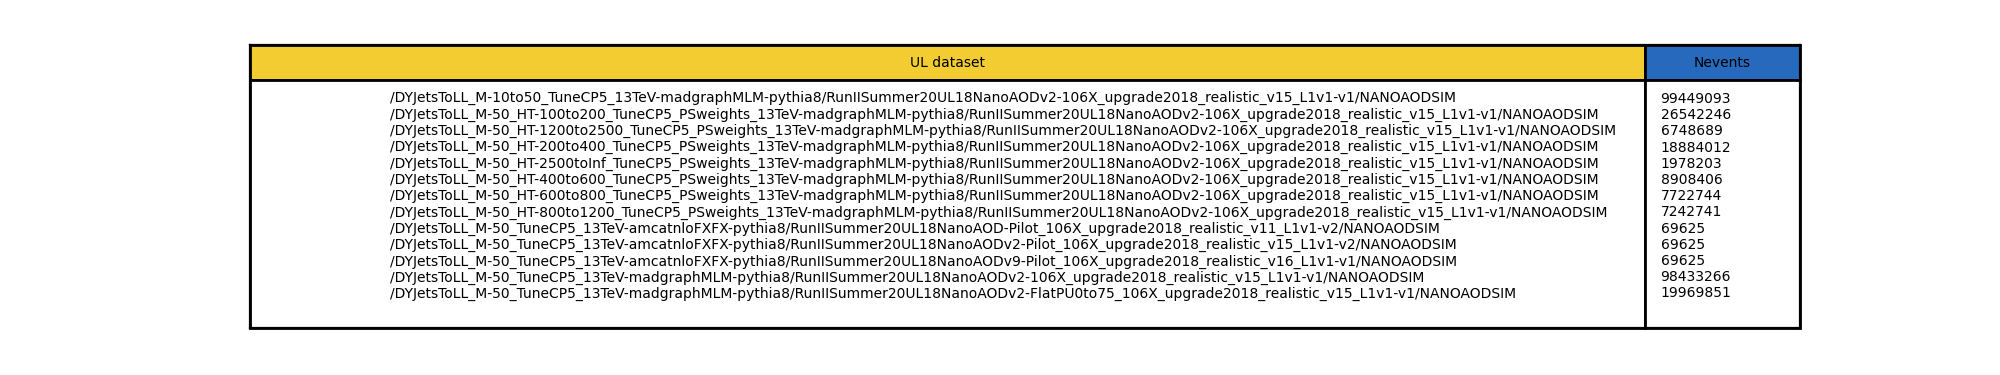 UL dataset Nevents
/DYJetsToLL_M-10to50_TuneCP5_13TeV-madgraphMLM-pythia8/RunIISummer20UL18NanoAODv2-106X_upgrade2018_realistic_v15_L1v1-v1/NANOAODSIM 99449093
/DYJetsToLL_M-50_HT-100to200_TuneCP5_PSweights_13TeV-madgraphMLM-pythia8/RunIISummer20UL18NanoAODv2-106X_upgrade2018_realistic_v15_L1v1-v1/NANOAODSIM 26542246
/DYJetsToLL_M-50_HT-1200to2500_TuneCP5_PSweights_13TeV-madgraphMLM-pythia8/RunIISummer20UL18NanoAODv2-106X_upgrade2018_realistic_v15_L1v1-v1/NANOAODSIM 6748689
/DYJetsToLL_M-50_HT-200to400_TuneCP5_PSweights_13TeV-madgraphMLM-pythia8/RunIISummer20UL18NanoAODv2-106X_upgrade2018_realistic_v15_L1v1-v1/NANOAODSIM 18884012
/DYJetsToLL_M-50_HT-2500toInf_TuneCP5_PSweights_13TeV-madgraphMLM-pythia8/RunIISummer20UL18NanoAODv2-106X_upgrade2018_realistic_v15_L1v1-v1/NANOAODSIM 1978203
/DYJetsToLL_M-50_HT-400to600_TuneCP5_PSweights_13TeV-madgraphMLM-pythia8/RunIISummer20UL18NanoAODv2-106X_upgrade2018_realistic_v15_L1v1-v1/NANOAODSIM 8908406
/DYJetsToLL_M-50_HT-600to800_TuneCP5_PSweights_13TeV-madgraphMLM-pythia8/RunIISummer20UL18NanoAODv2-106X_upgrade2018_realistic_v15_L1v1-v1/NANOAODSIM 7722744
/DYJetsToLL_M-50_HT-800to1200_TuneCP5_PSweights_13TeV-madgraphMLM-pythia8/RunIISummer20UL18NanoAODv2-106X_upgrade2018_realistic_v15_L1v1-v1/NANOAODSIM 7242741
/DYJetsToLL_M-50_TuneCP5_13TeV-amcatnloFXFX-pythia8/RunIISummer20UL18NanoAOD-Pilot_106X_upgrade2018_realistic_v11_L1v1-v2/NANOAODSIM 69625
/DYJetsToLL_M-50_TuneCP5_13TeV-amcatnloFXFX-pythia8/RunIISummer20UL18NanoAODv2-Pilot_106X_upgrade2018_realistic_v15_L1v1-v2/NANOAODSIM 69625
/DYJetsToLL_M-50_TuneCP5_13TeV-amcatnloFXFX-pythia8/RunIISummer20UL18NanoAODv9-Pilot_106X_upgrade2018_realistic_v16_L1v1-v1/NANOAODSIM 69625
/DYJetsToLL_M-50_TuneCP5_13TeV-madgraphMLM-pythia8/RunIISummer20UL18NanoAODv2-106X_upgrade2018_realistic_v15_L1v1-v1/NANOAODSIM 98433266
/DYJetsToLL_M-50_TuneCP5_13TeV-madgraphMLM-pythia8/RunIISummer20UL18NanoAODv2-FlatPU0to75_106X_upgrade2018_realistic_v15_L1v1-v1/NANOAODSIM 19969851